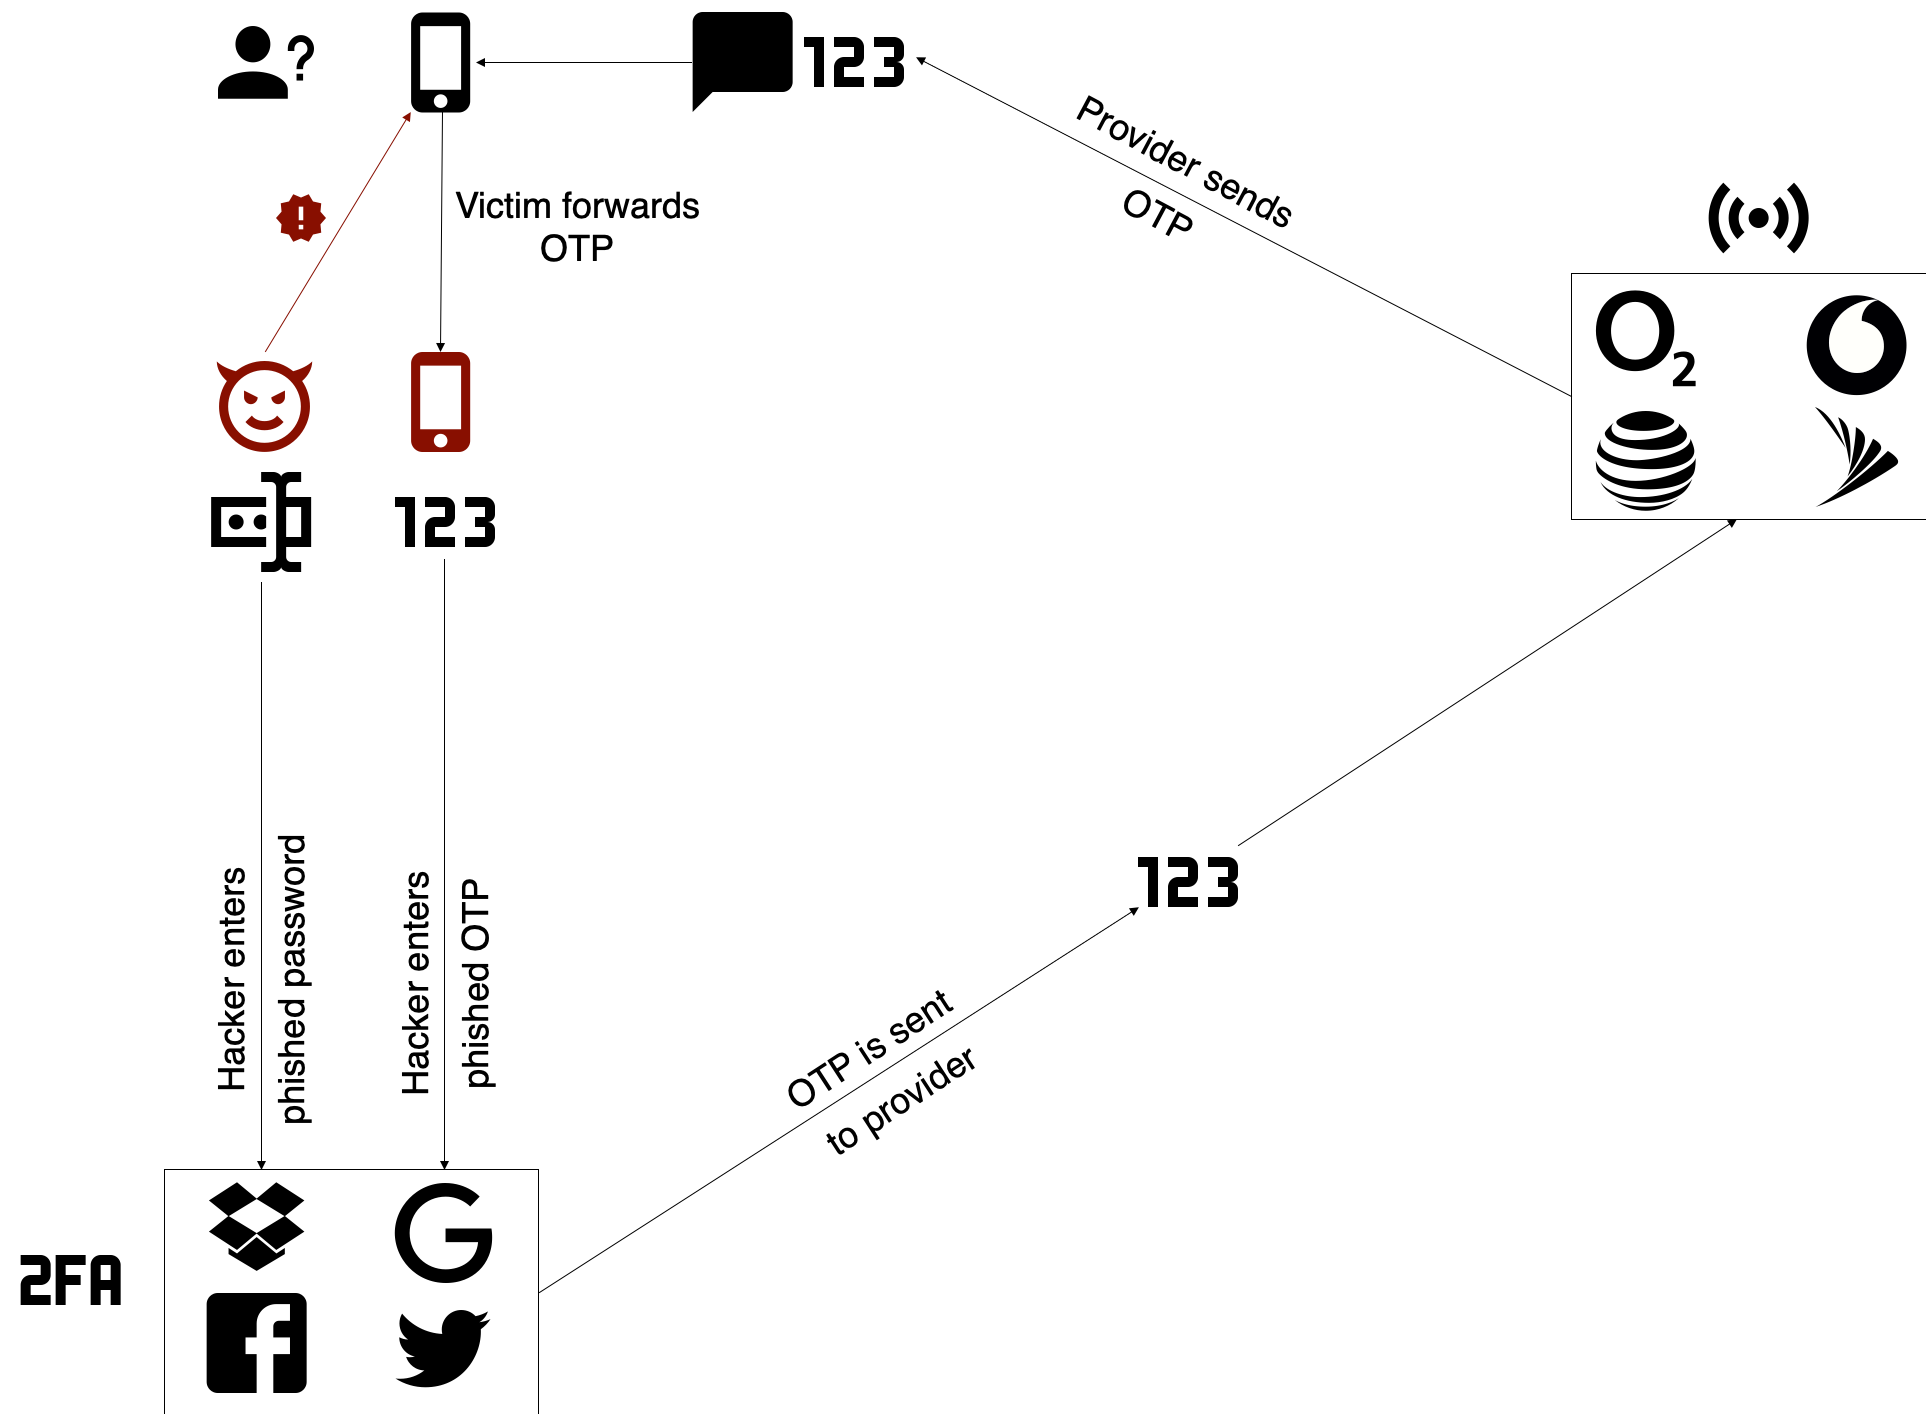 ?
123
Provider sends
OTP
Victim forwards
OTP
O2
123
Hacker enters
phished password
Hacker enters
phished OTP
123
OTP is sent
to provider
2FA